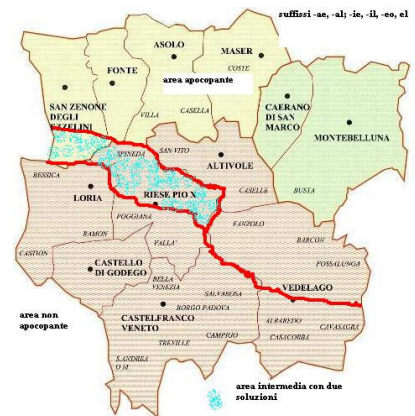 suffissi -ae, -al; -ie, -il, -eo, el
ASOLO
MASER
COSTE
FONTE
area apocopante
SAN ZENONE
DEGLI
EZZELINI
VILLA
CASELLA
CAERANO
DI SAN
MARCO
MONTEBELLUNA
SPINEDA
SAN VITO
ALTIVOLE
BESSICA
LORIA
RIESE PIO X
CASELLE
BUSTA
POGGIANA
FANZOLO
RAMON
VALLA'
BARCON
CASTION
CASTELLO
DI GODEGO
FOSSALUNGA
BELLA
VENEZIA
SALVAROSA
VEDELAGO
BORGO PADOVA
area non
apocopante
CASTELFRANCO
VENETO
ALBAREDO
CAVASAGRA
TREVILLE
CAMPIGO
CASACORBA
S.ANDREA
O M
area intermedia con due
soluzioni